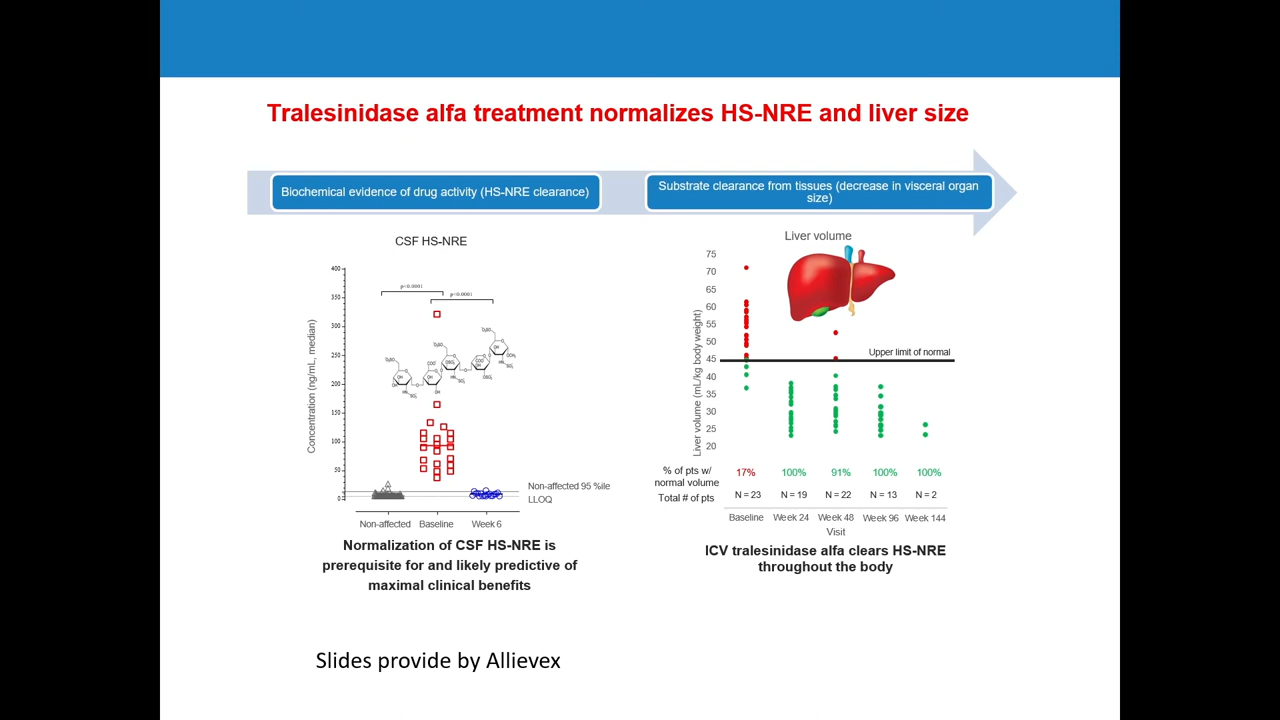 Tralesinidase alfa treatment normalizes HS-NRE and liver size
Biochemical evidence of drug activity (HS-NRE clearance)
Substrate clearance from tissues (decrease in visceral organ
size)
CSF HS-NRE
Concentration (ng/mL, median)
400
350
300
250
200
150
100
50
0
p<0.0001
p<0.0001
Non-affected 95 %ile
LLOQ
Non-affected
Baseline
Week 6
Normalization of CSF HS-NRE is
prerequisite for and likely predictive of
maximal clinical benefits
Liver volume
Liver volume (mL/kg body weight)
75
70
65
60
55
50
45
40
35
30
25
20
Upper limit of normal
% of pts w/
normal volume
17%
100%
91%
100%
100%
Total # of pts
N = 23
N = 19
N = 22
N = 13
N = 2
Baseline
Week 24
Week 48
Week 96
Week 144
Visit
ICV tralesinidase alfa clears HS-NRE
throughout the body
Slides provide by Allievex